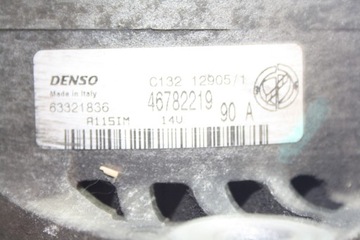 DENSO C132 12905/1
Made in Italy
63321836 46782219
A115IM 14V 90 A